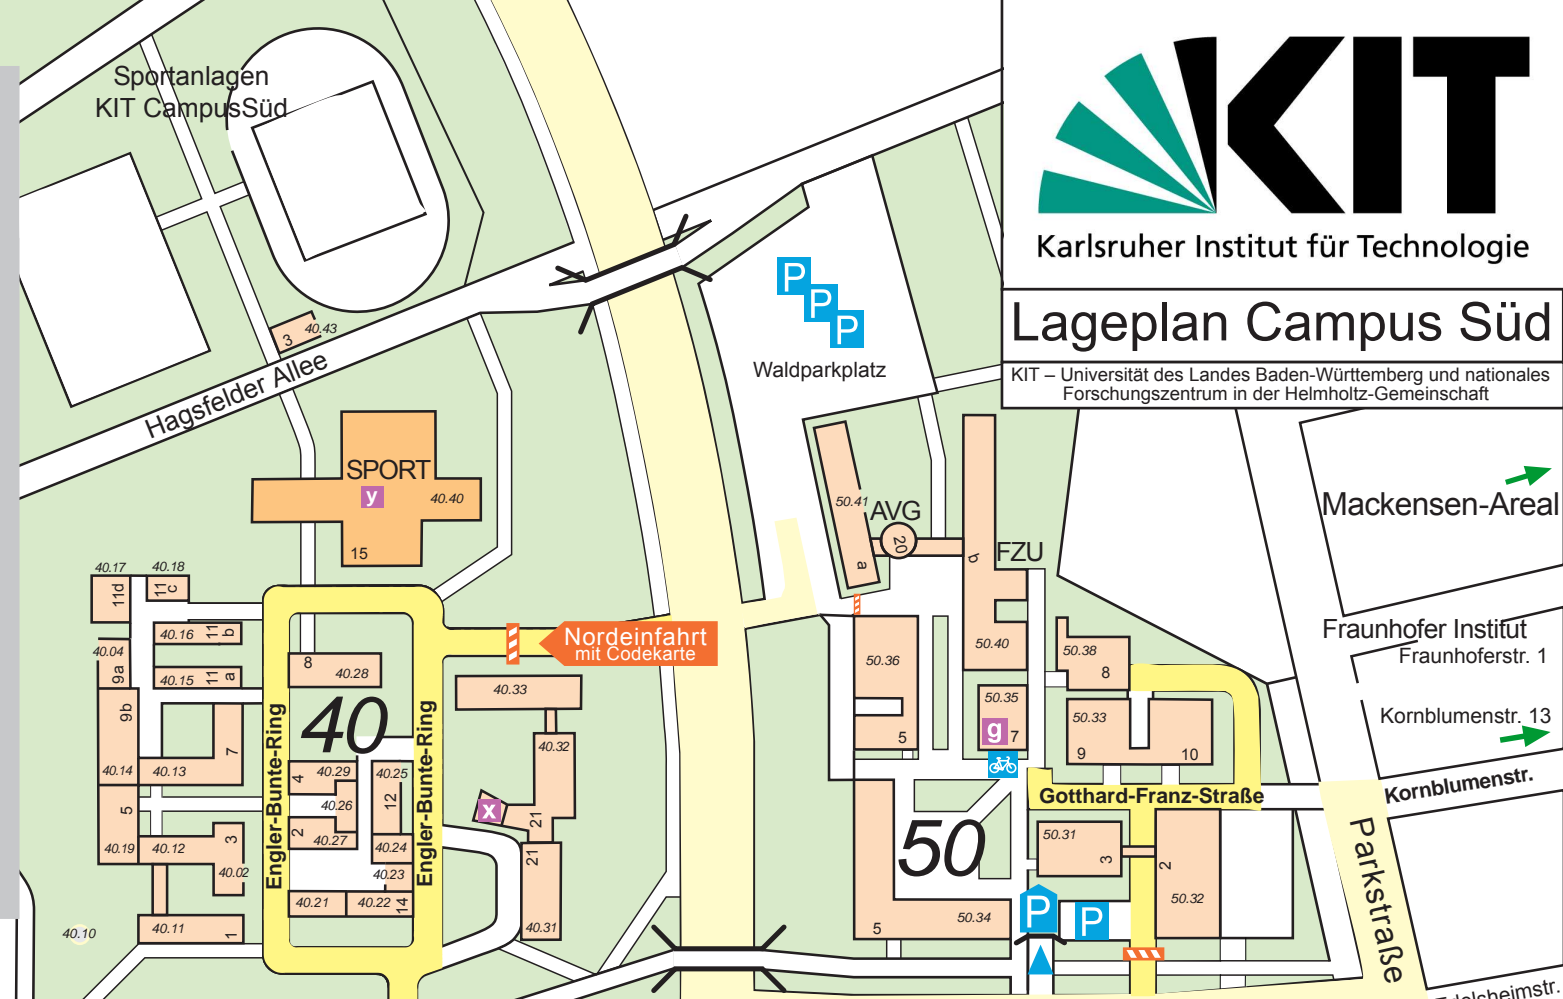 Sportanlagen
KIT CampusSüd
KIT
Karlsruher Institut für Technologie
Lageplan Campus Süd
KIT – Universität des Landes Baden-Württemberg und nationales
Forschungszentrum in der Helmholtz-Gemeinschaft
P
P
P
Waldparkplatz
3
40.43
Hagsfelder Allee
SPORT
y
40.40
15
50.41
AVG
20
a
b
FZU
Mackensen-Areal
Fraunhofer Institut
Fraunhoferstr. 1
Kornblumenstr. 13
Kornblumenstr.
40.17
40.18
11d
11
c
40.16
11
b
40.04
9a
40.15
11
a
8
40.28
Nordeinfahrt
mit Codekarte
40.33
50.36
50.40
50.38
8
50.35
g
7
5
50.33
9
10
9b
7
40
40.32
40.14
40.13
4
40.29
40.25
40.26
12
5
2
40.27
40.24
x
21
21
Engler-Bunte-Ring
Engler-Bunte-Ring
Gotthard-Franz-Straße
50
50.31
3
2
50.32
40.19
40.12
3
40.02
40.23
40.21
40.22
14
40.11
1
40.10
40.31
5
50.34
P
P
Parkstraße